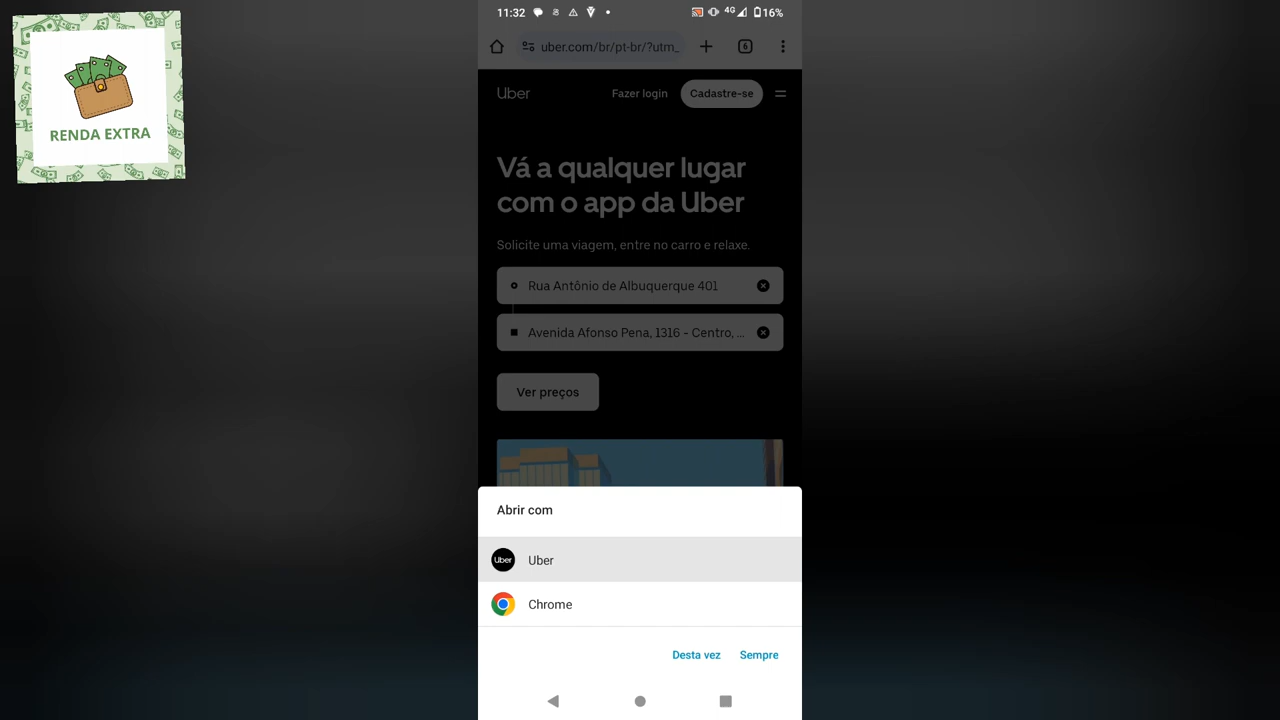 RENDA EXTRA
11:32
4G
16%
uber.com/br/pt-br/?utm_
6
Uber
Fazer login
Cadastre-se
Vá a qualquer lugar
com o app da Uber
Solicite uma viagem, entre no carro e relaxe.
Rua Antônio de Albuquerque 401
Avenida Afonso Pena, 1316 - Centro, ...
Ver preços
Abrir com
Uber
Uber
Chrome
Desta vez
Sempre